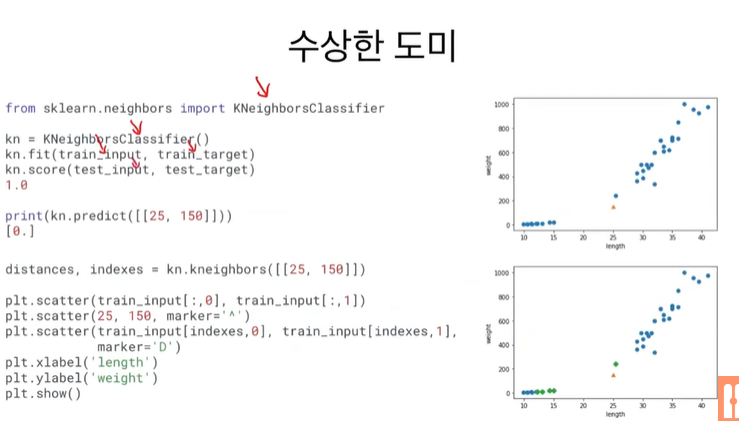 수상한 도미
from sklearn.neighbors import KNeighborsClassifier
kn = KNeighborsClassifier()
kn.fit(train_input, train_target)
kn.score(test_input, test_target)
1.0
print(kn.predict([[25, 150]]))
[0.]
distances, indexes = kn.kneighbors([[25, 150]])
plt.scatter(train_input[:,0], train_input[:,1])
plt.scatter(25, 150, marker='^')
plt.scatter(train_input[indexes,0], train_input[indexes,1],
marker='D')
plt.xlabel('length')
plt.ylabel('weight')
plt.show()
1000
800
600
400
200
0
weight
10 15 20 25 30 35 40
length
1000
800
600
400
200
0
weight
10 15 20 25 30 35 40
length